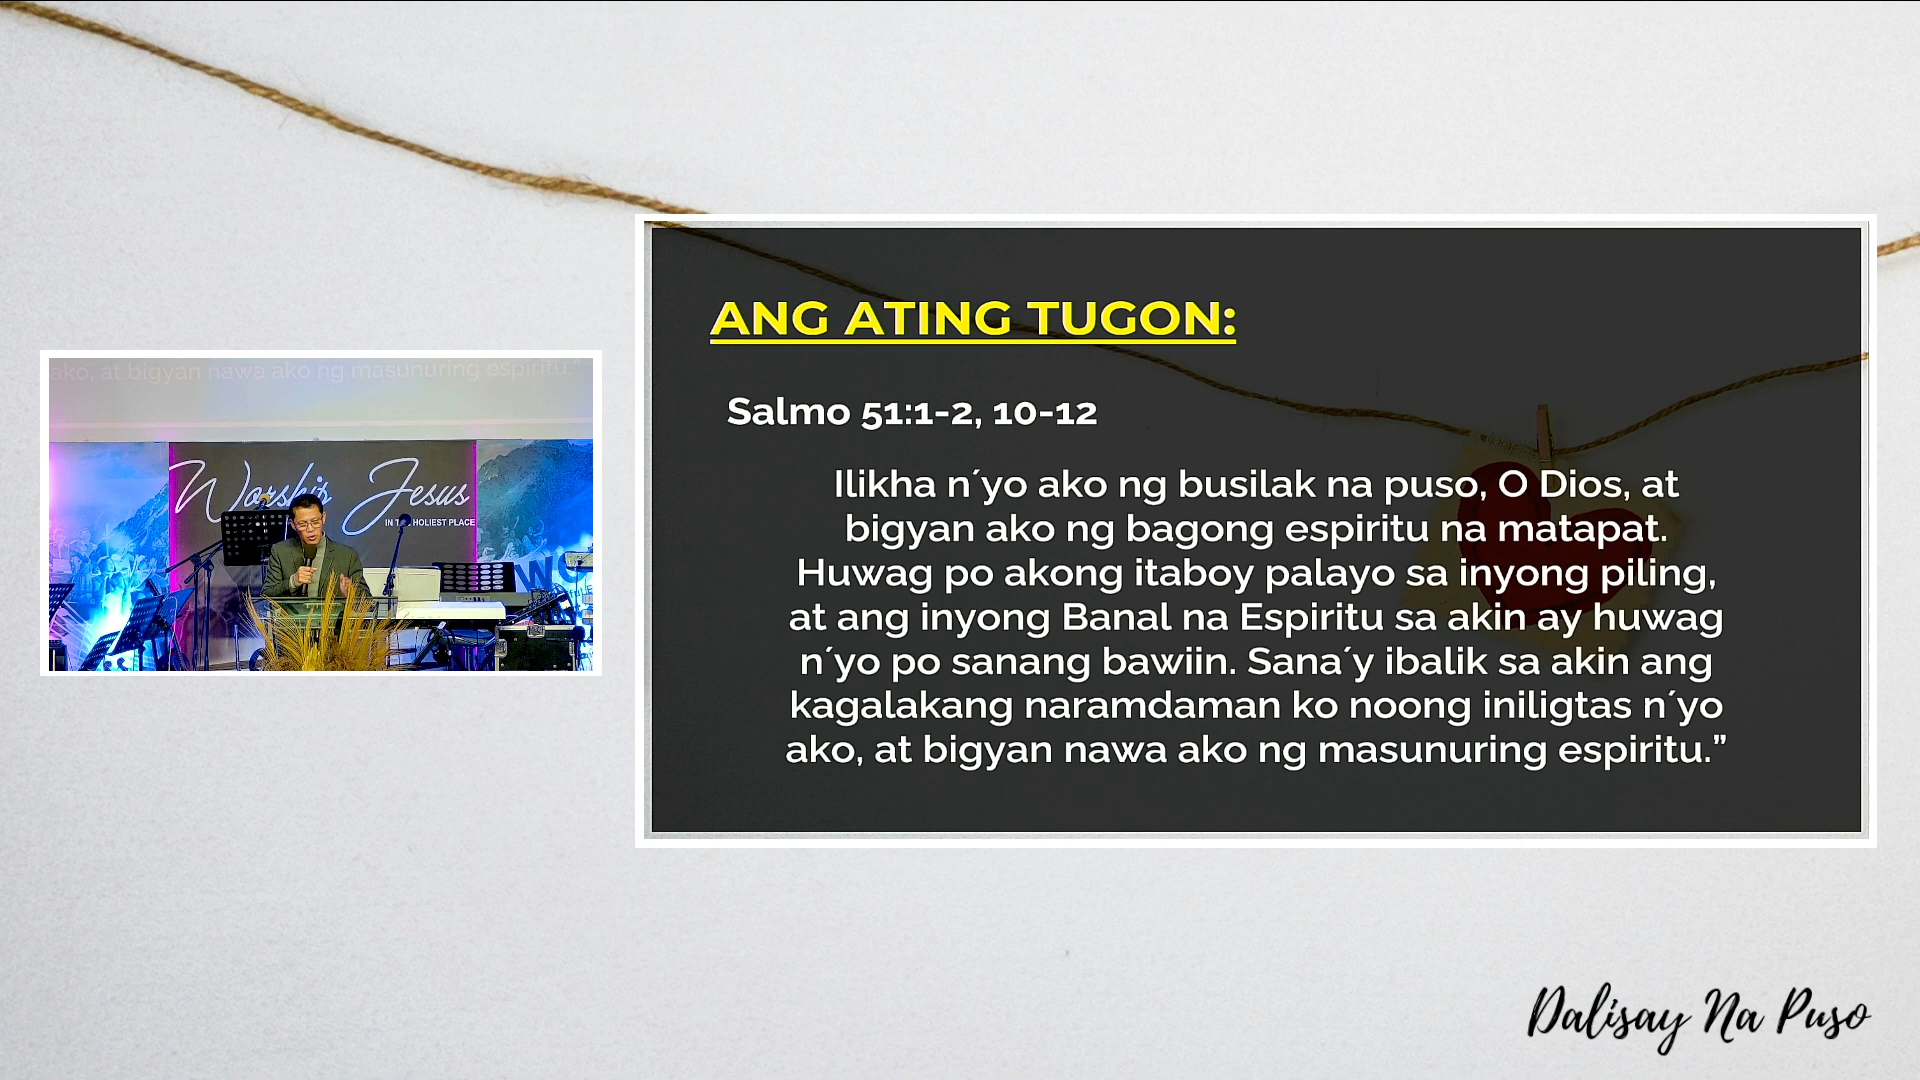 ANG ATING TUGON:
Salmo 51:1-2, 10-12
Ilikha n´yo ako ng busilak na puso, O Dios, at
bigyan ako ng bagong espiritu na matapat.
Huwag po akong itaboy palayo sa inyong piling,
at ang inyong Banal na Espiritu sa akin ay huwag
n´yo po sanang bawiin. Sana´y ibalik sa akin ang
kagalakang naramdaman ko noong iniligtas n´yo
ako, at bigyan nawa ako ng masunuring espiritu.”
ako, at bigyan nawa ako ng masunuring espiritu.”
Worship Jesus
IN THE HOLIEST PLACE
Dalisay Na Puso